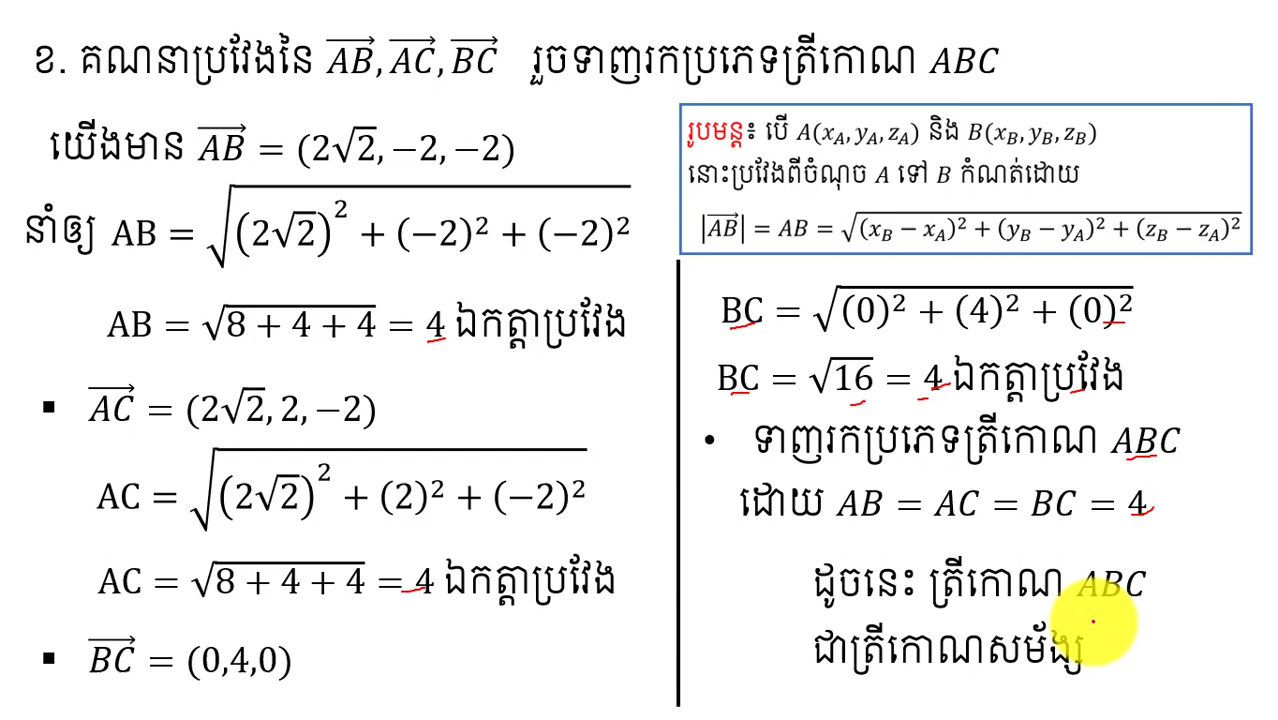 ខ. គណនាប្រវែងនៃ $\overrightarrow{AB}, \overrightarrow{AC}, \overrightarrow{BC}$ រួចទាញរកប្រភេទត្រីកោណ $ABC$
យើងមាន $\overrightarrow{AB} = (2\sqrt{2}, -2, -2)$
នាំឲ្យ $AB = \sqrt{(2\sqrt{2})^2 + (-2)^2 + (-2)^2}$
$AB = \sqrt{8 + 4 + 4} = 4$ ឯកត្តាប្រវែង
▪ $\overrightarrow{AC} = (2\sqrt{2}, 2, -2)$
$AC = \sqrt{(2\sqrt{2})^2 + (2)^2 + (-2)^2}$
$AC = \sqrt{8 + 4 + 4} = 4$ ឯកត្តាប្រវែង
▪ $\overrightarrow{BC} = (0,4,0)$
រូបមន្ត៖ បើ $A(x_A, y_A, z_A)$ និង $B(x_B, y_B, z_B)$
នោះប្រវែងពីចំណុច $A$ ទៅ $B$ កំណត់ដោយ
$|\overrightarrow{AB}| = AB = \sqrt{(x_B - x_A)^2 + (y_B - y_A)^2 + (z_B - z_A)^2}$
$BC = \sqrt{(0)^2 + (4)^2 + (0)^2}$
$BC = \sqrt{16} = 4$ ឯកត្តាប្រវែង
• ទាញរកប្រភេទត្រីកោណ $ABC$
ដោយ $AB = AC = BC = 4$
ដូចនេះ ត្រីកោណ $ABC$
ជាត្រីកោណសម័ង្ស